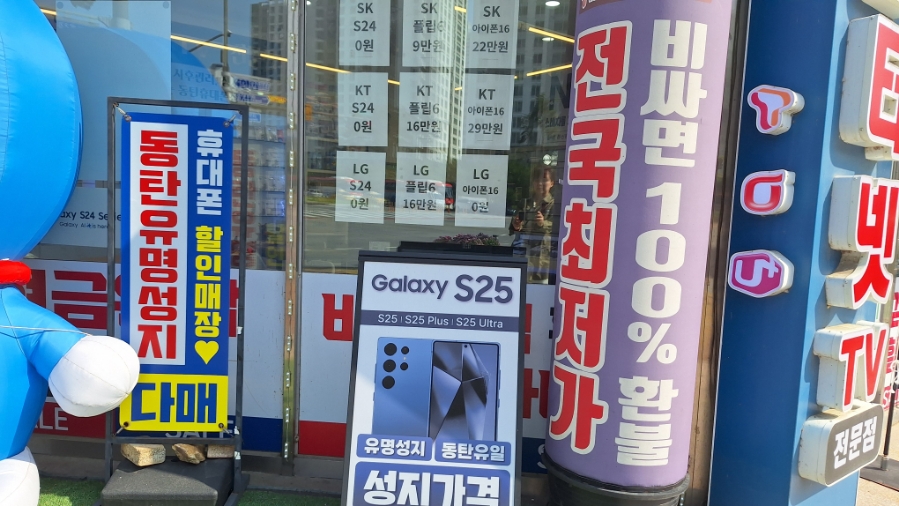 SK
S24
0원
SK
플립6
9만원
SK
아이폰16
22만원
KT
S24
0원
KT
플립6
16만원
KT
아이폰16
29만원
LG
S24
0원
LG
플립6
16만원
LG
아이폰16
0원
동탄유명성지
휴대폰 할인매장♥
다매
Galaxy S25
S25 | S25 Plus | S25 Ultra
유명성지
동탄유일
성지가격
전국최저가
비싸면 100% 환불
넷
TV
전문점